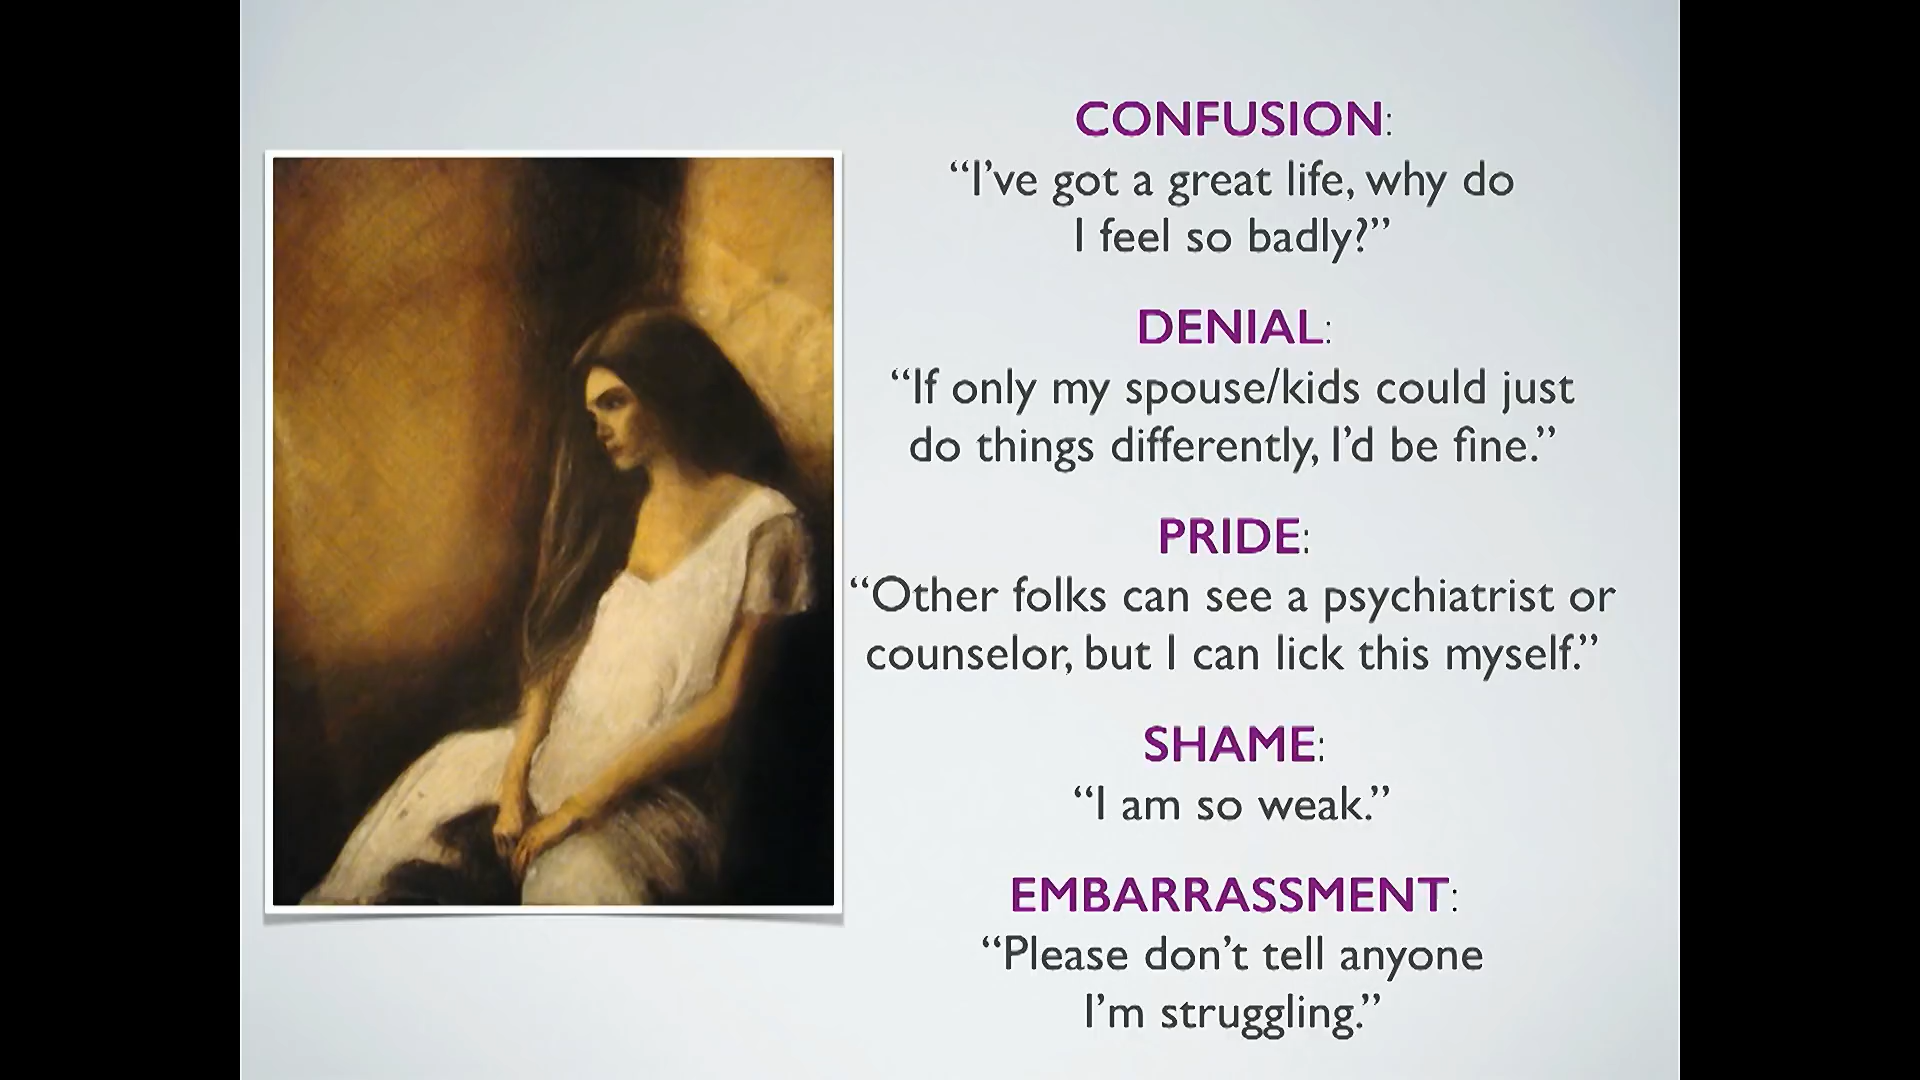 CONFUSION:
“I’ve got a great life, why do
I feel so badly?”
DENIAL:
“If only my spouse/kids could just
do things differently, I’d be fine.”
PRIDE:
“Other folks can see a psychiatrist or
counselor, but I can lick this myself.”
SHAME:
“I am so weak.”
EMBARRASSMENT:
“Please don’t tell anyone
I’m struggling.”